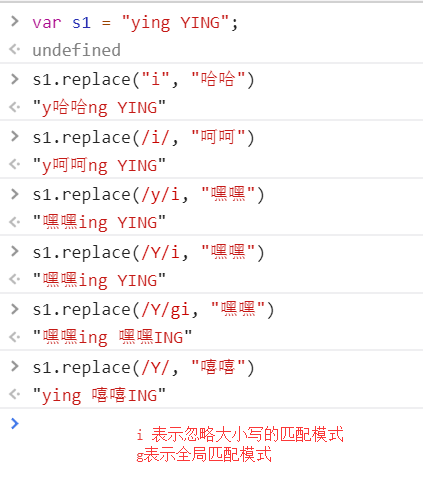 var s1 = "ying YING";
undefined
s1.replace("i", "哈哈")
"y哈哈ng YING"
s1.replace(/i/, "呵呵")
"y呵呵ng YING"
s1.replace(/y/i, "嘿嘿")
"嘿嘿ing YING"
s1.replace(/Y/i, "嘿嘿")
"嘿嘿ing YING"
s1.replace(/Y/gi, "嘿嘿")
"嘿嘿ing 嘿嘿ING"
s1.replace(/Y/, "嘻嘻")
"ying 嘻嘻ING"
i 表示忽略大小写的匹配模式
g表示全局匹配模式